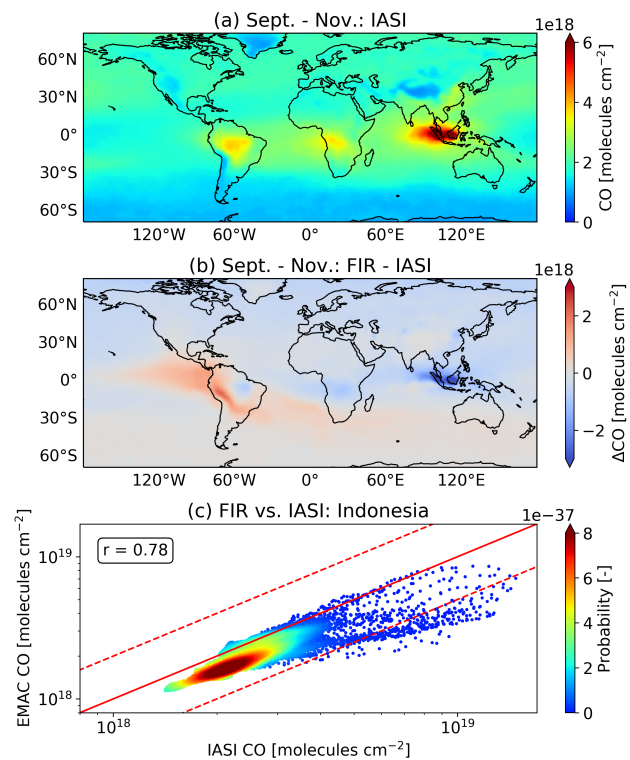 (a) Sept. - Nov.: IASI
1e18
60°N
30°N
0°
30°S
60°S
120°W 60°W 0° 60°E 120°E
6
4
2
0
CO [molecules cm⁻²]
(b) Sept. - Nov.: FIR - IASI
1e18
60°N
30°N
0°
30°S
60°S
120°W 60°W 0° 60°E 120°E
2
0
−2
ΔCO [molecules cm⁻²]
(c) FIR vs. IASI: Indonesia
1e−37
r = 0.78
10¹⁹
10¹⁸
EMAC CO [molecules cm⁻²]
10¹⁸ 10¹⁹
IASI CO [molecules cm⁻²]
8
6
4
2
0
Probability [-]